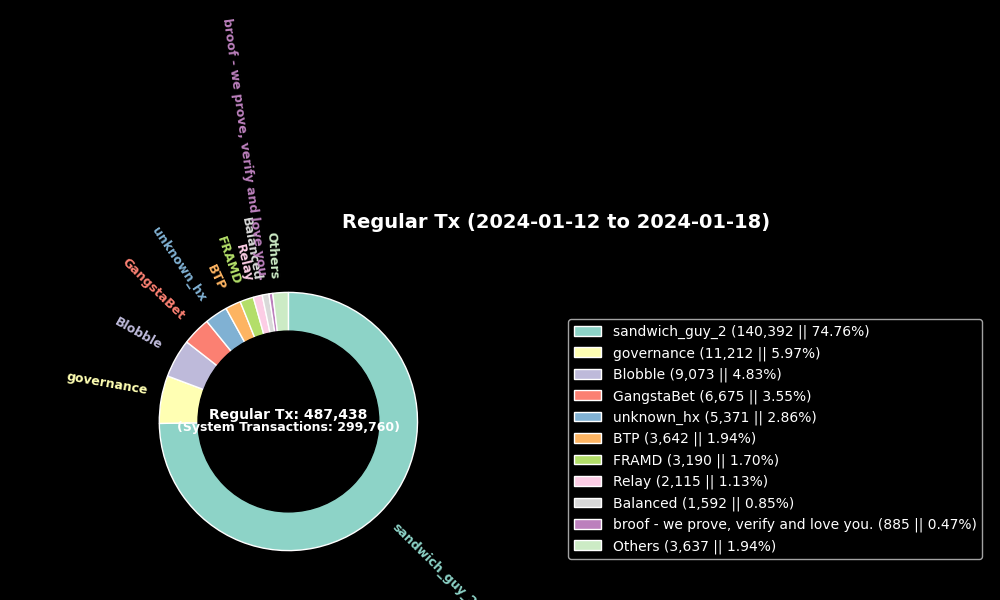 Regular Tx (2024-01-12 to 2024-01-18)
broof - we prove, verify and love you.
Others
Balanced
Relay
FRAMD
BTP
unknown_hx
GangstaBet
Blobble
governance
Regular Tx: 487,438
(System Transactions: 299,760)
sandwich_guy_2
sandwich_guy_2 (140,392 || 74.76%)
governance (11,212 || 5.97%)
Blobble (9,073 || 4.83%)
GangstaBet (6,675 || 3.55%)
unknown_hx (5,371 || 2.86%)
BTP (3,642 || 1.94%)
FRAMD (3,190 || 1.70%)
Relay (2,115 || 1.13%)
Balanced (1,592 || 0.85%)
broof - we prove, verify and love you. (885 || 0.47%)
Others (3,637 || 1.94%)